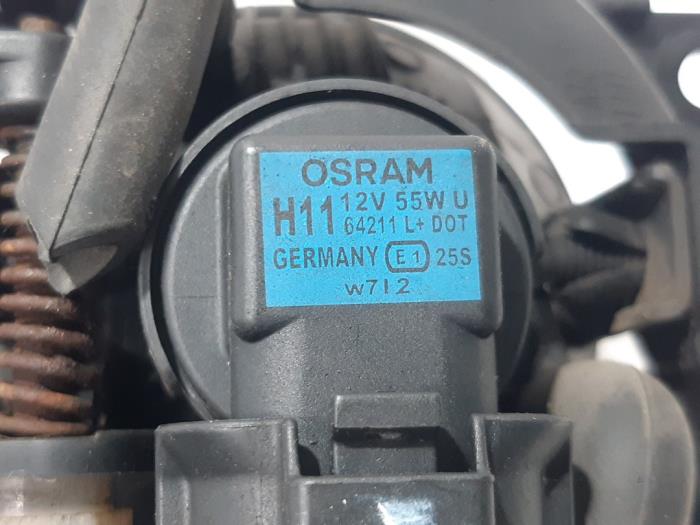 OSRAM
H11 12V 55W U
64211 L+ DOT
GERMANY E1 25S
W712